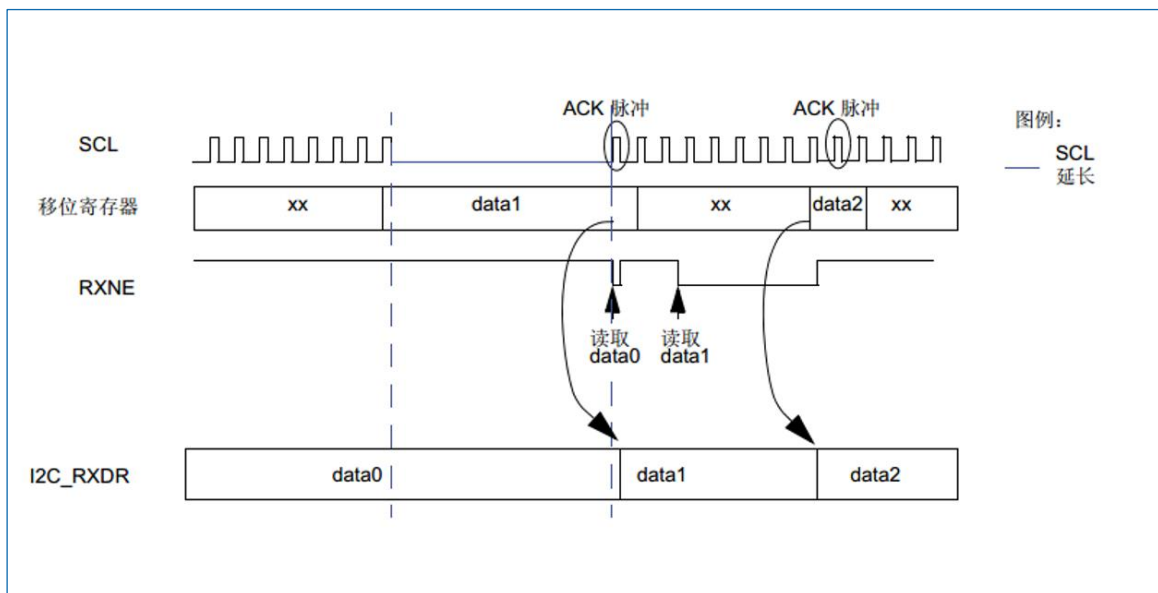 ACK 脉冲
ACK 脉冲
图例：
SCL
SCL
延长
移位寄存器
xx
data1
xx
data2
xx
RXNE
读取
data0
读取
data1
I2C_RXDR
data0
data1
data2